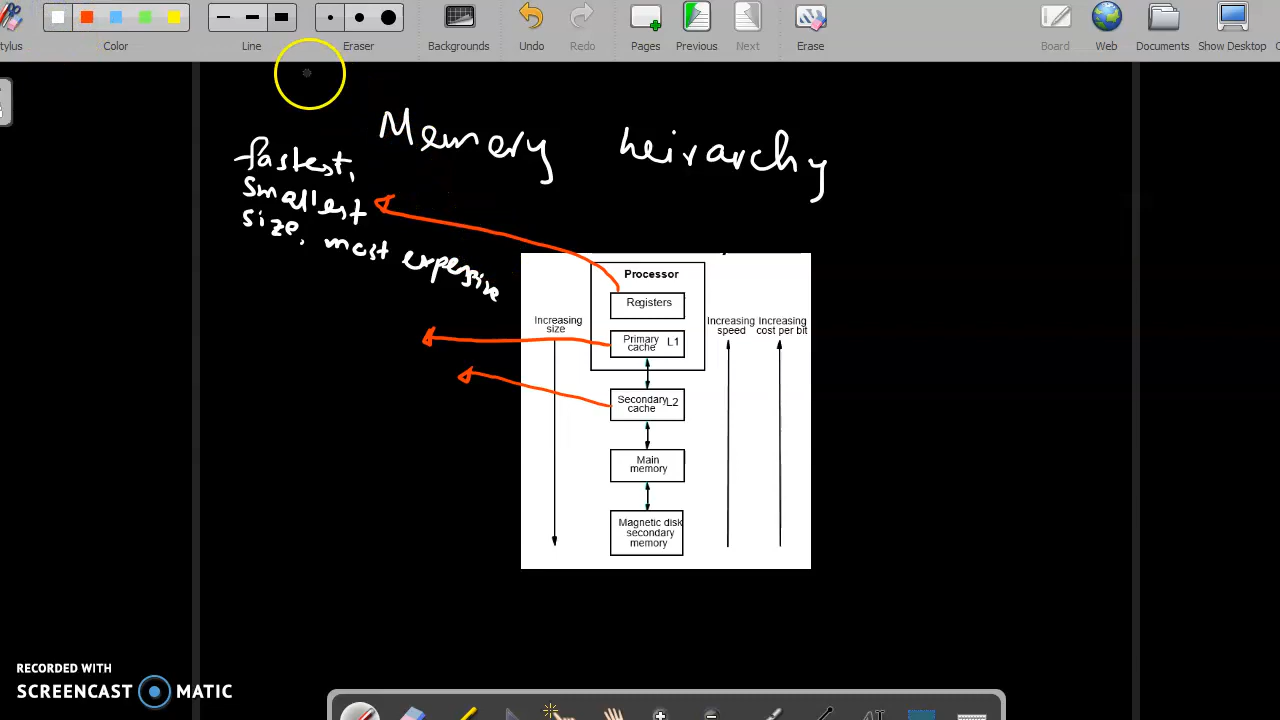 tylus
Color
Line
Eraser
Backgrounds
Undo
Redo
Pages
Previous
Next
Erase
Board
Web
Documents
Show Desktop
Memory heirarchy
fastest,
smallest
size, most expensive
Processor
Registers
Primary
cache L1
Secondary
cache L2
Main
memory
Magnetic disk
secondary
memory
Increasing
size
Increasing
speed
Increasing
cost per bit
RECORDED WITH
SCREENCAST MATIC